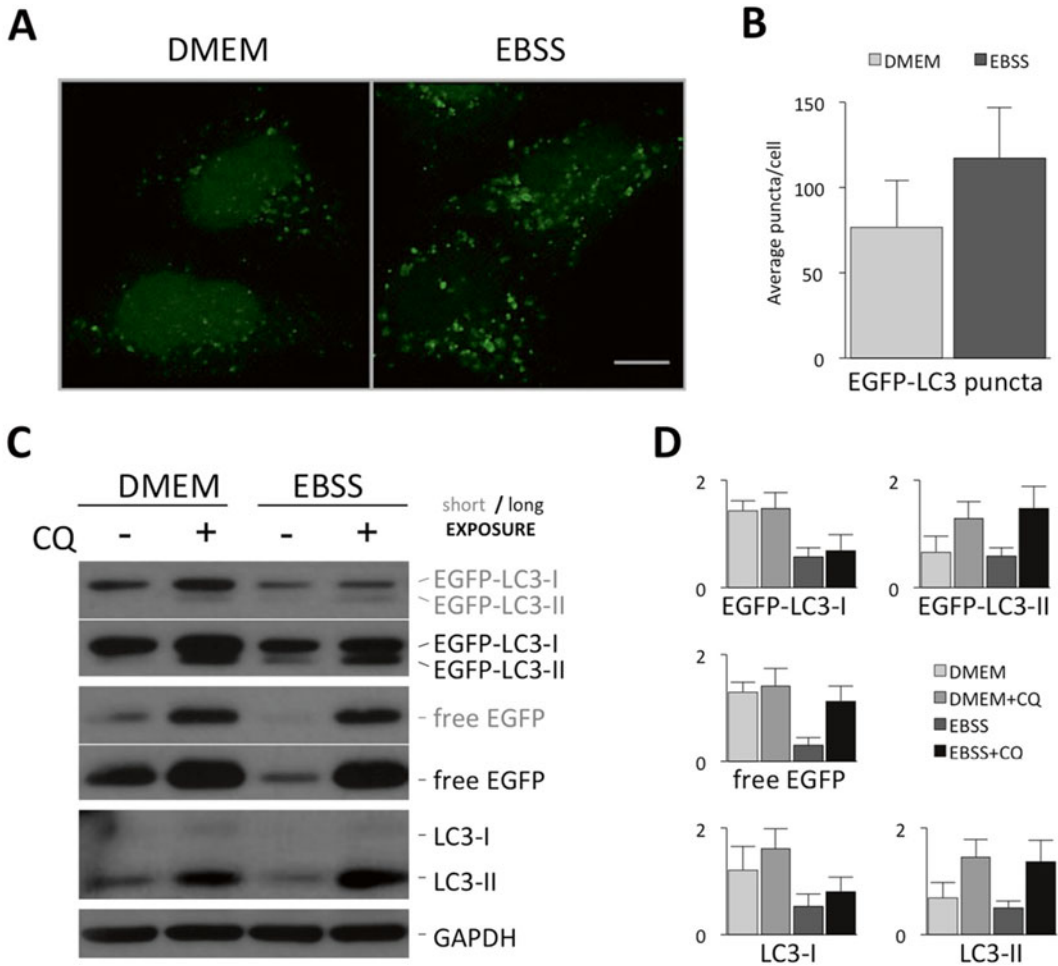 A
DMEM
EBSS
B
DMEM
EBSS
Average puncta/cell
150
100
50
0
EGFP-LC3 puncta
C
DMEM
EBSS
short / long
EXPOSURE
CQ
- + - +
EGFP-LC3-I
EGFP-LC3-II
EGFP-LC3-I
EGFP-LC3-II
free EGFP
free EGFP
LC3-I
LC3-II
GAPDH
D
2
0
EGFP-LC3-I
2
0
EGFP-LC3-II
2
0
free EGFP
DMEM
DMEM+CQ
EBSS
EBSS+CQ
2
0
LC3-I
2
0
LC3-II